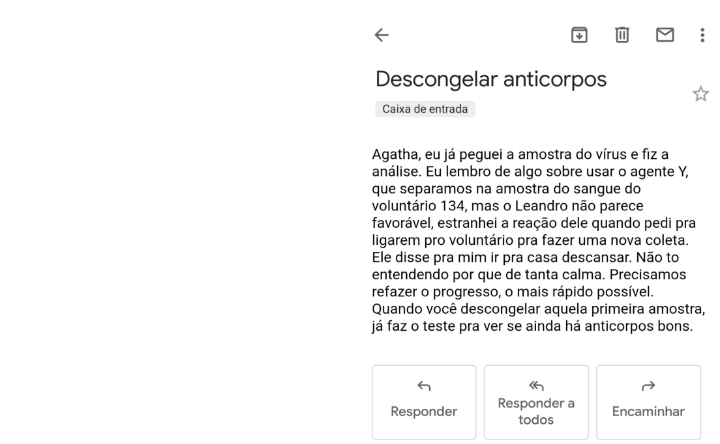 Descongelar anticorpos
Caixa de entrada
Agatha, eu já peguei a amostra do vírus e fiz a
análise. Eu lembro de algo sobre usar o agente Y,
que separamos na amostra do sangue do
voluntário 134, mas o Leandro não parece
favorável, estranhei a reação dele quando pedi pra
ligarem pro voluntário pra fazer uma nova coleta.
Ele disse pra mim ir pra casa descansar. Não to
entendendo por que de tanta calma. Precisamos
refazer o progresso, o mais rápido possível.
Quando você descongelar aquela primeira amostra,
já faz o teste pra ver se ainda há anticorpos bons.
Responder
Responder a
todos
Encaminhar